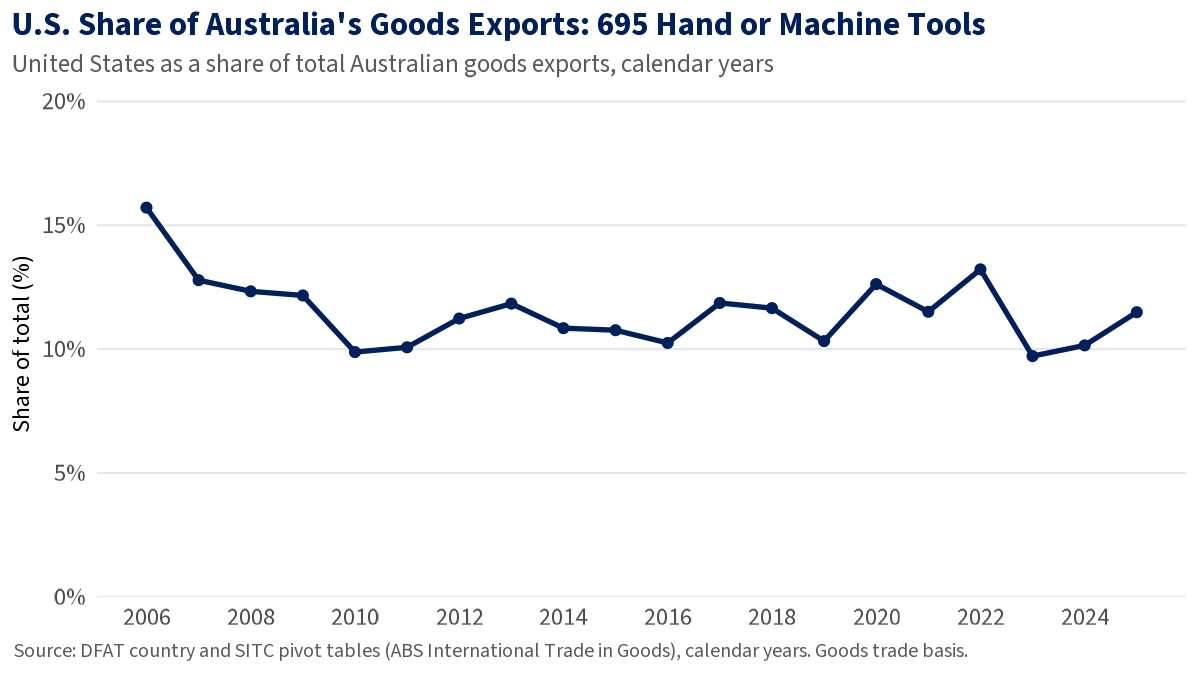 U.S. Share of Australia's Goods Exports: 695 Hand or Machine Tools
United States as a share of total Australian goods exports, calendar years
20%
15%
10%
5%
0%
Share of total (%)
2006 2008 2010 2012 2014 2016 2018 2020 2022 2024
Source: DFAT country and SITC pivot tables (ABS International Trade in Goods), calendar years. Goods trade basis.